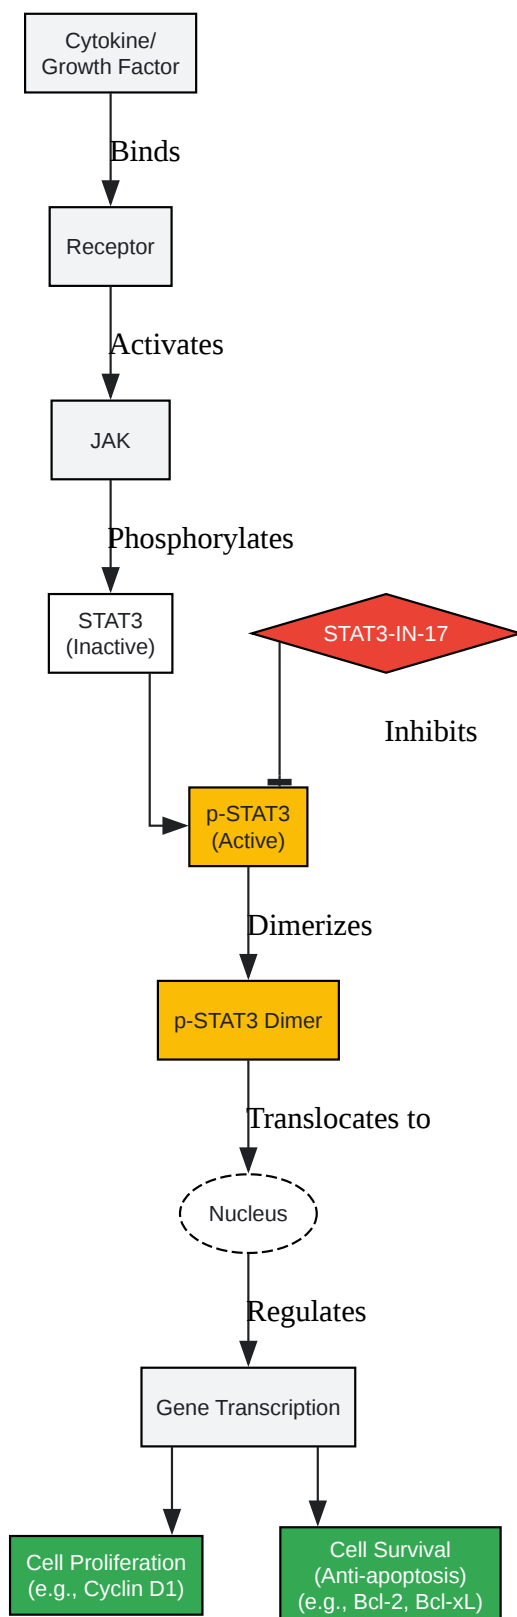 Cytokine/
Growth Factor
Binds
Receptor
Activates
JAK
Phosphorylates
STAT3
(Inactive)
STAT3-IN-17
Inhibits
p-STAT3
(Active)
Dimerizes
p-STAT3 Dimer
Translocates to
Nucleus
Regulates
Gene Transcription
Cell Proliferation
(e.g., Cyclin D1)
Cell Survival
(Anti-apoptosis)
(e.g., Bcl-2, Bcl-xL)